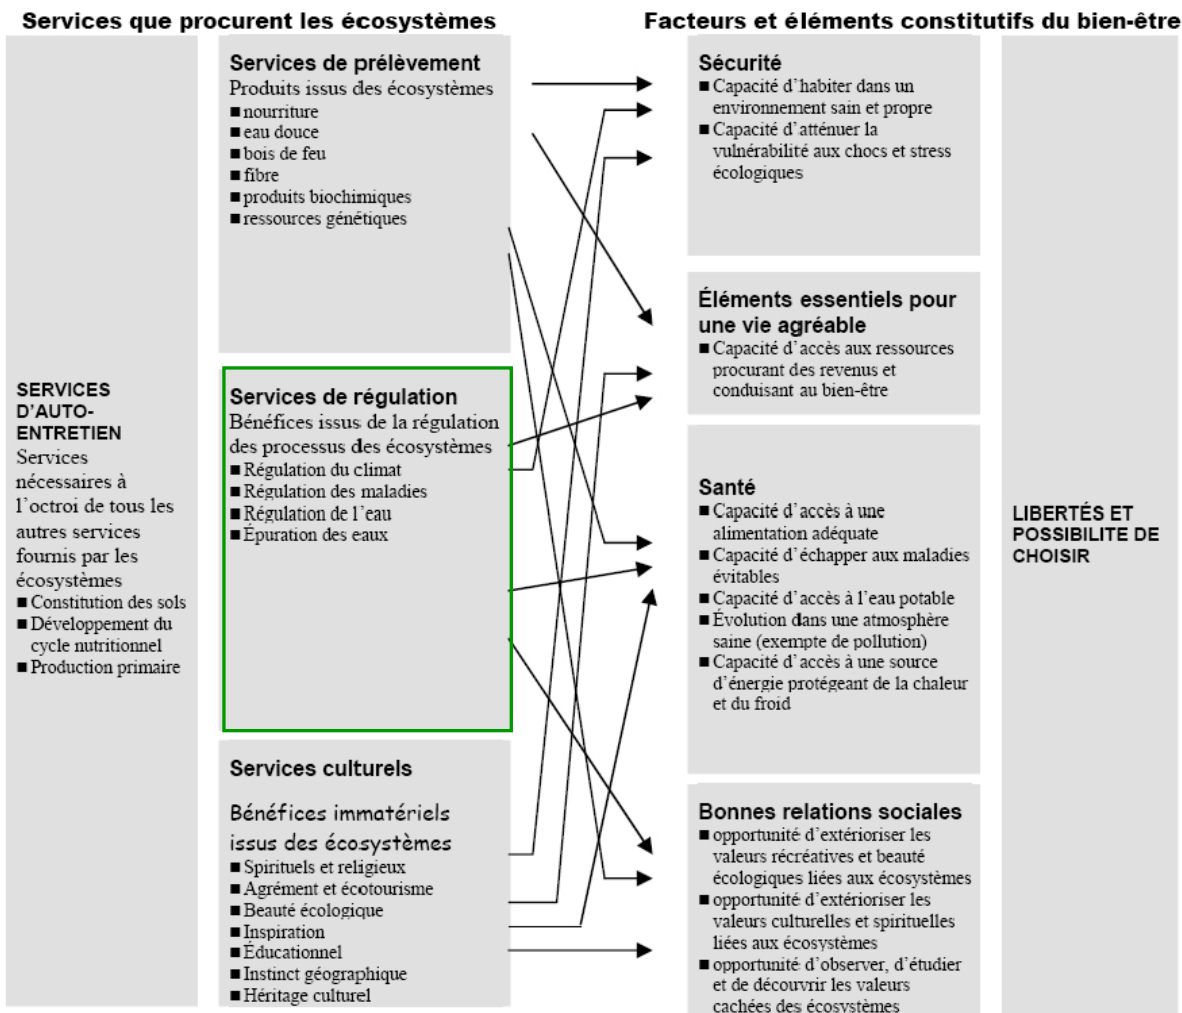 Services que procurent les écosystèmes
Facteurs et éléments constitutifs du bien-être
SERVICES
D'AUTO-
ENTRETIEN
Services
nécessaires à
l'octroi de tous les
autres services
fournis par les
écosystèmes
■ Constitution des sols
■ Développement du
cycle nutritionnel
■ Production primaire
Services de prélèvement
Produits issus des écosystèmes
■ nourriture
■ eau douce
■ bois de feu
■ fibre
■ produits biochimiques
■ ressources génétiques
Services de régulation
Bénéfices issus de la régulation
des processus des écosystèmes
■ Régulation du climat
■ Régulation des maladies
■ Régulation de l'eau
■ Épuration des eaux
Services culturels
Bénéfices immatériels
issus des écosystèmes
■ Spirituels et religieux
■ Agrément et écotourisme
■ Beauté écologique
■ Inspiration
■ Éducationnel
■ Instinct géographique
■ Héritage culturel
Sécurité
■ Capacité d'habiter dans un
environnement sain et propre
■ Capacité d'atténuer la
vulnérabilité aux chocs et stress
écologiques
Éléments essentiels pour
une vie agréable
■ Capacité d'accès aux ressources
procurant des revenus et
conduisant au bien-être
Santé
■ Capacité d'accès à une
alimentation adéquate
■ Capacité d'échapper aux maladies
évitables
■ Capacité d'accès à l'eau potable
■ Évolution dans une atmosphère
saine (exempte de pollution)
■ Capacité d'accès à une source
d'énergie protégeant de la chaleur
et du froid
Bonnes relations sociales
■ opportunité d'extérioriser les
valeurs récréatives et beauté
écologiques liées aux écosystèmes
■ opportunité d'extérioriser les
valeurs culturelles et spirituelles
liées aux écosystèmes
■ opportunité d'observer, d'étudier
et de découvrir les valeurs
cachées des écosystèmes
LIBERTÉS ET
POSSIBILITE DE
CHOISIR